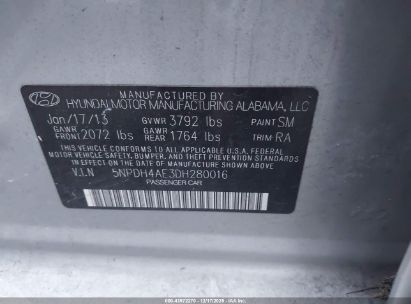 MANUFACTURED BY
HYUNDAI MOTOR MANUFACTURING ALABAMA, LLC
Jan/17/13 GVWR 3792 lbs PAINT SM
GAWR FRONT 2072 lbs GAWR REAR 1764 lbs TRIM RA
THIS VEHICLE CONFORMS TO ALL APPLICABLE U.S.A. FEDERAL
MOTOR VEHICLE SAFETY, BUMPER, AND THEFT PREVENTION STANDARDS
IN EFFECT ON THE DATE OF MANUFACTURE SHOWN ABOVE.
V.I.N 5NPDH4AE3DH280016
PASSENGER CAR